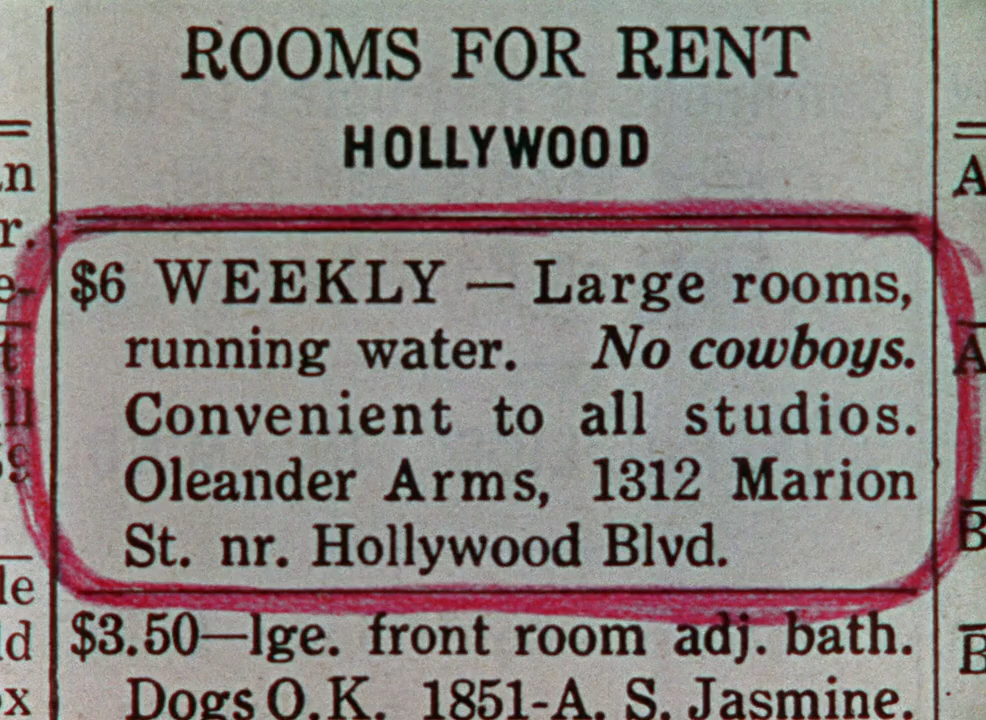 ROOMS FOR RENT
HOLLYWOOD
$6 WEEKLY — Large rooms,
running water. No cowboys.
Convenient to all studios.
Oleander Arms, 1312 Marion
St. nr. Hollywood Blvd.
$3.50—lge. front room adj. bath.
Dogs O.K. 1851-A. S. Jasmine.